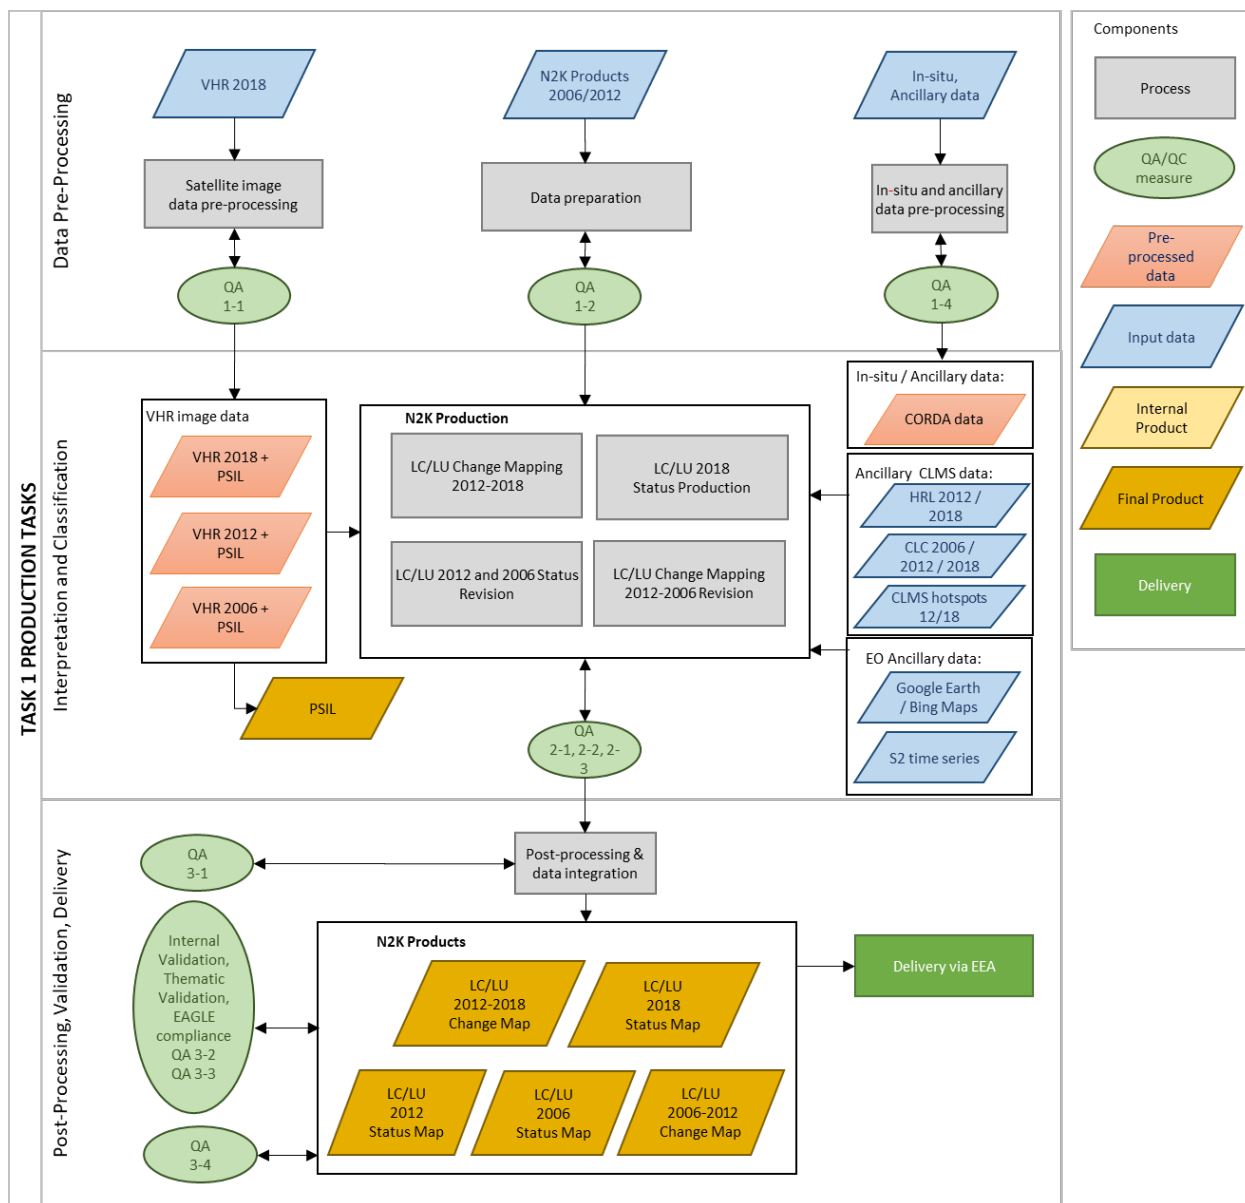 TASK 1 PRODUCTION TASKS
Data Pre-Processing
VHR 2018
N2K Products
2006/2012
In-situ,
Ancillary data
Satellite image
data pre-processing
Data preparation
In-situ and ancillary
data pre-processing
QA
1-1
QA
1-2
QA
1-4
Interpretation and Classification
VHR image data
VHR 2018 +
PSIL
VHR 2012 +
PSIL
VHR 2006 +
PSIL
PSIL
N2K Production
LC/LU Change Mapping
2012-2018
LC/LU 2018
Status Production
LC/LU 2012 and 2006 Status
Revision
LC/LU Change Mapping
2012-2006 Revision
In-situ / Ancillary data:
CORDA data
Ancillary CLMS data:
HRL 2012 /
2018
CLC 2006 /
2012 / 2018
CLMS hotspots
12/18
EO Ancillary data:
Google Earth
/ Bing Maps
S2 time series
QA
2-1, 2-2, 2-
3
Post-Processing, Validation, Delivery
QA
3-1
Post-processing &
data integration
Internal
Validation,
Thematic
Validation,
EAGLE
compliance
QA 3-2
QA 3-3
QA
3-4
N2K Products
LC/LU
2012-2018
Change Map
LC/LU
2018
Status Map
LC/LU
2012
Status Map
LC/LU
2006
Status Map
LC/LU
2006-2012
Change Map
Delivery via EEA
Components
Process
QA/QC
measure
Pre-
processed
data
Input data
Internal
Product
Final Product
Delivery